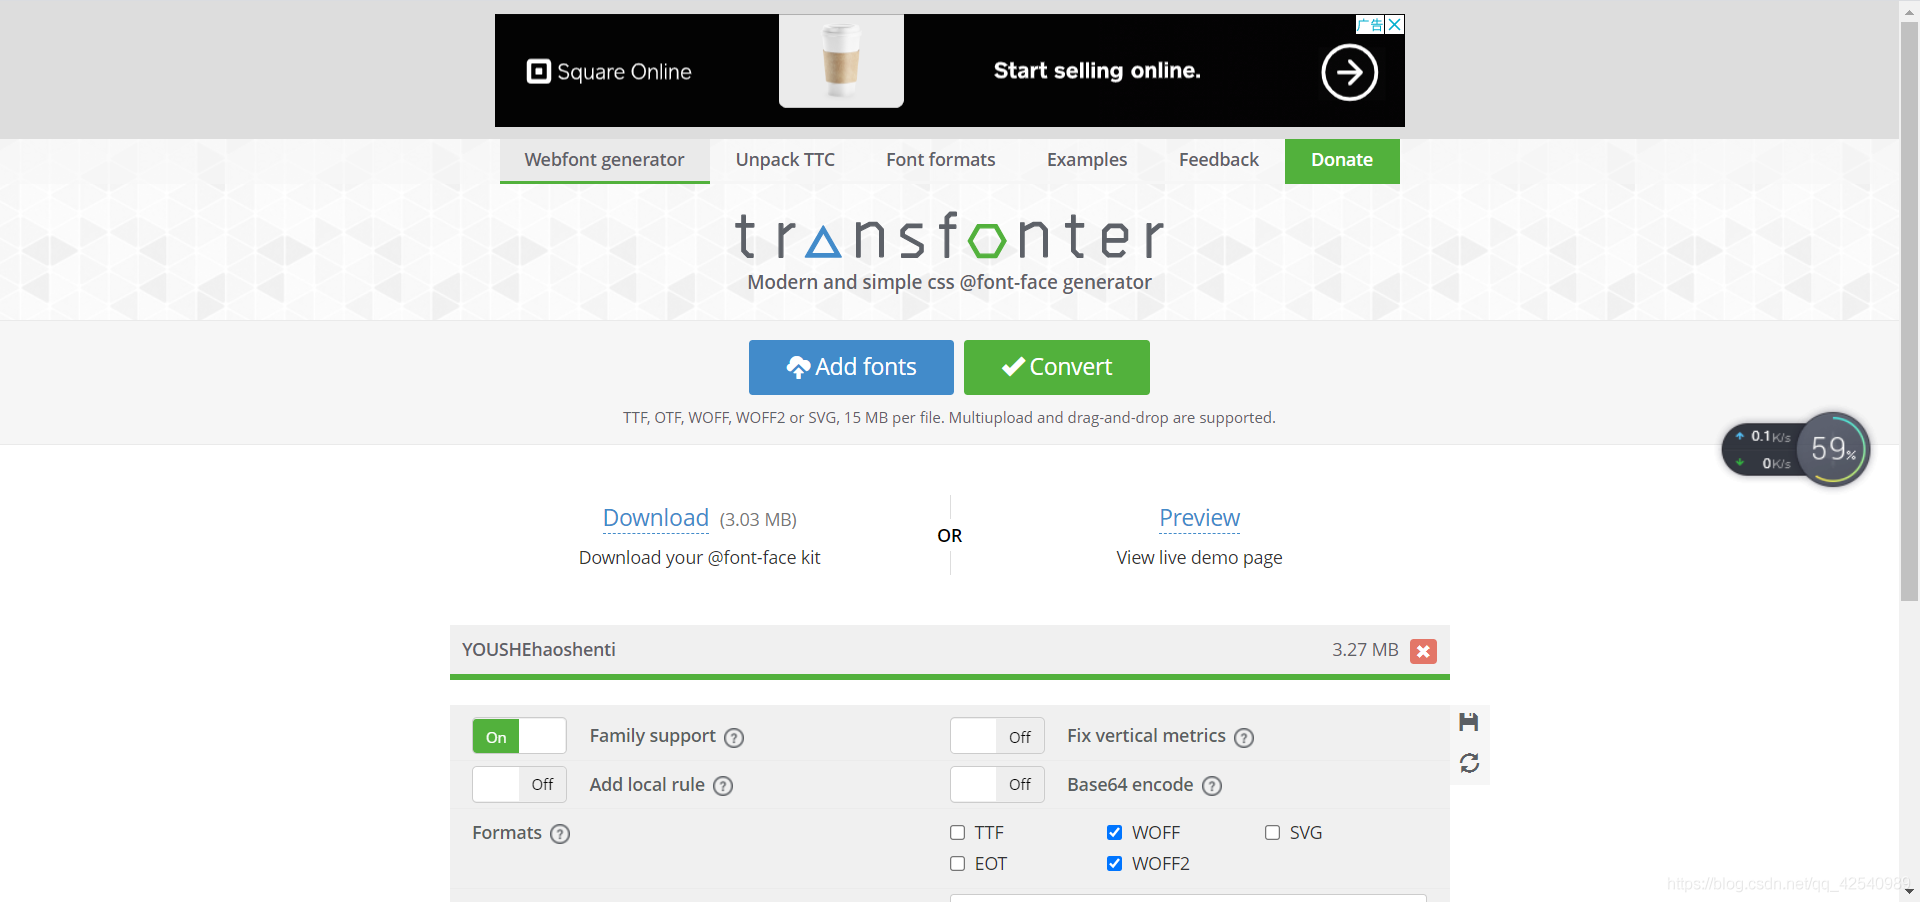 广告
Square Online
Start selling online.
Webfont generator
Unpack TTC
Font formats
Examples
Feedback
Donate
transfonter
Modern and simple css @font-face generator
Add fonts
Convert
TTF, OTF, WOFF, WOFF2 or SVG, 15 MB per file. Multiupload and drag-and-drop are supported.
0.1K/s
0K/s
59%
Download (3.03 MB)
Download your @font-face kit
OR
Preview
View live demo page
YOUSHEhaoshenti
3.27 MB
On
Family support ?
Off
Fix vertical metrics ?
Off
Add local rule ?
Off
Base64 encode ?
Formats ?
TTF
WOFF
SVG
EOT
WOFF2
https://blog.csdn.net/qq_42540989